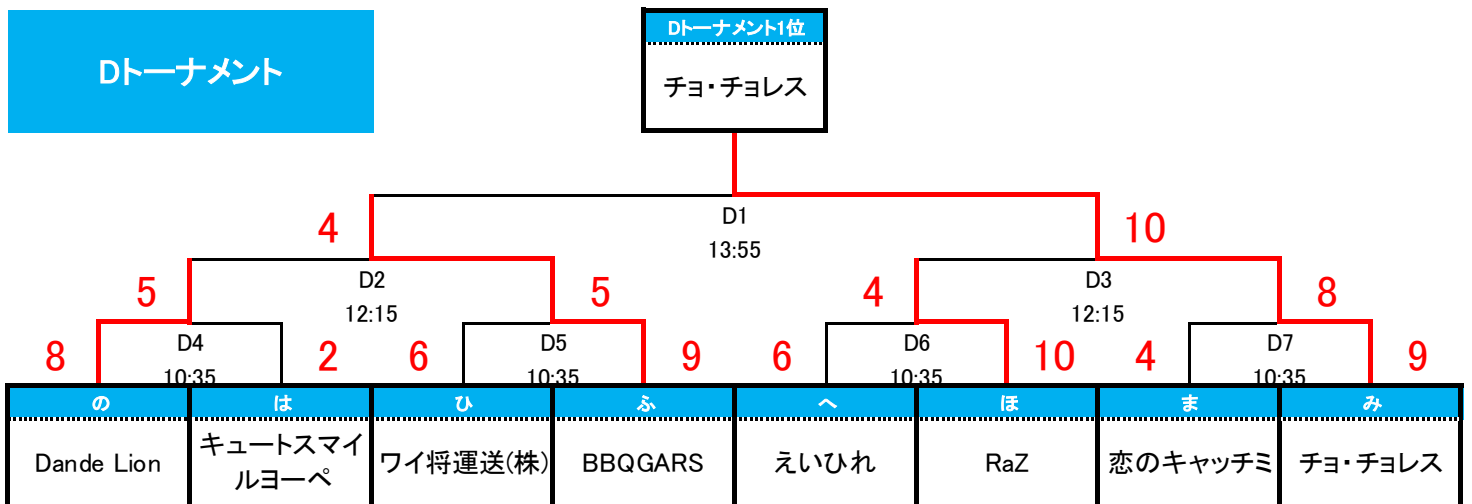 Dトーナメント
Dトーナメント1位
チョ・チョレス
4
D1
10
13:55
5
D2
5
4
D3
8
12:15
12:15
8
D4
2
6
D5
9
6
D6
10
4
D7
9
10:35
10:35
10:35
10:35
の
は
ひ
ふ
へ
ほ
ま
み
Dande Lion
キュートスマイ
ルヨーペ
ワイ将運送(株)
BBQGARS
えいひれ
RaZ
恋のキャッチミ
チョ・チョレス